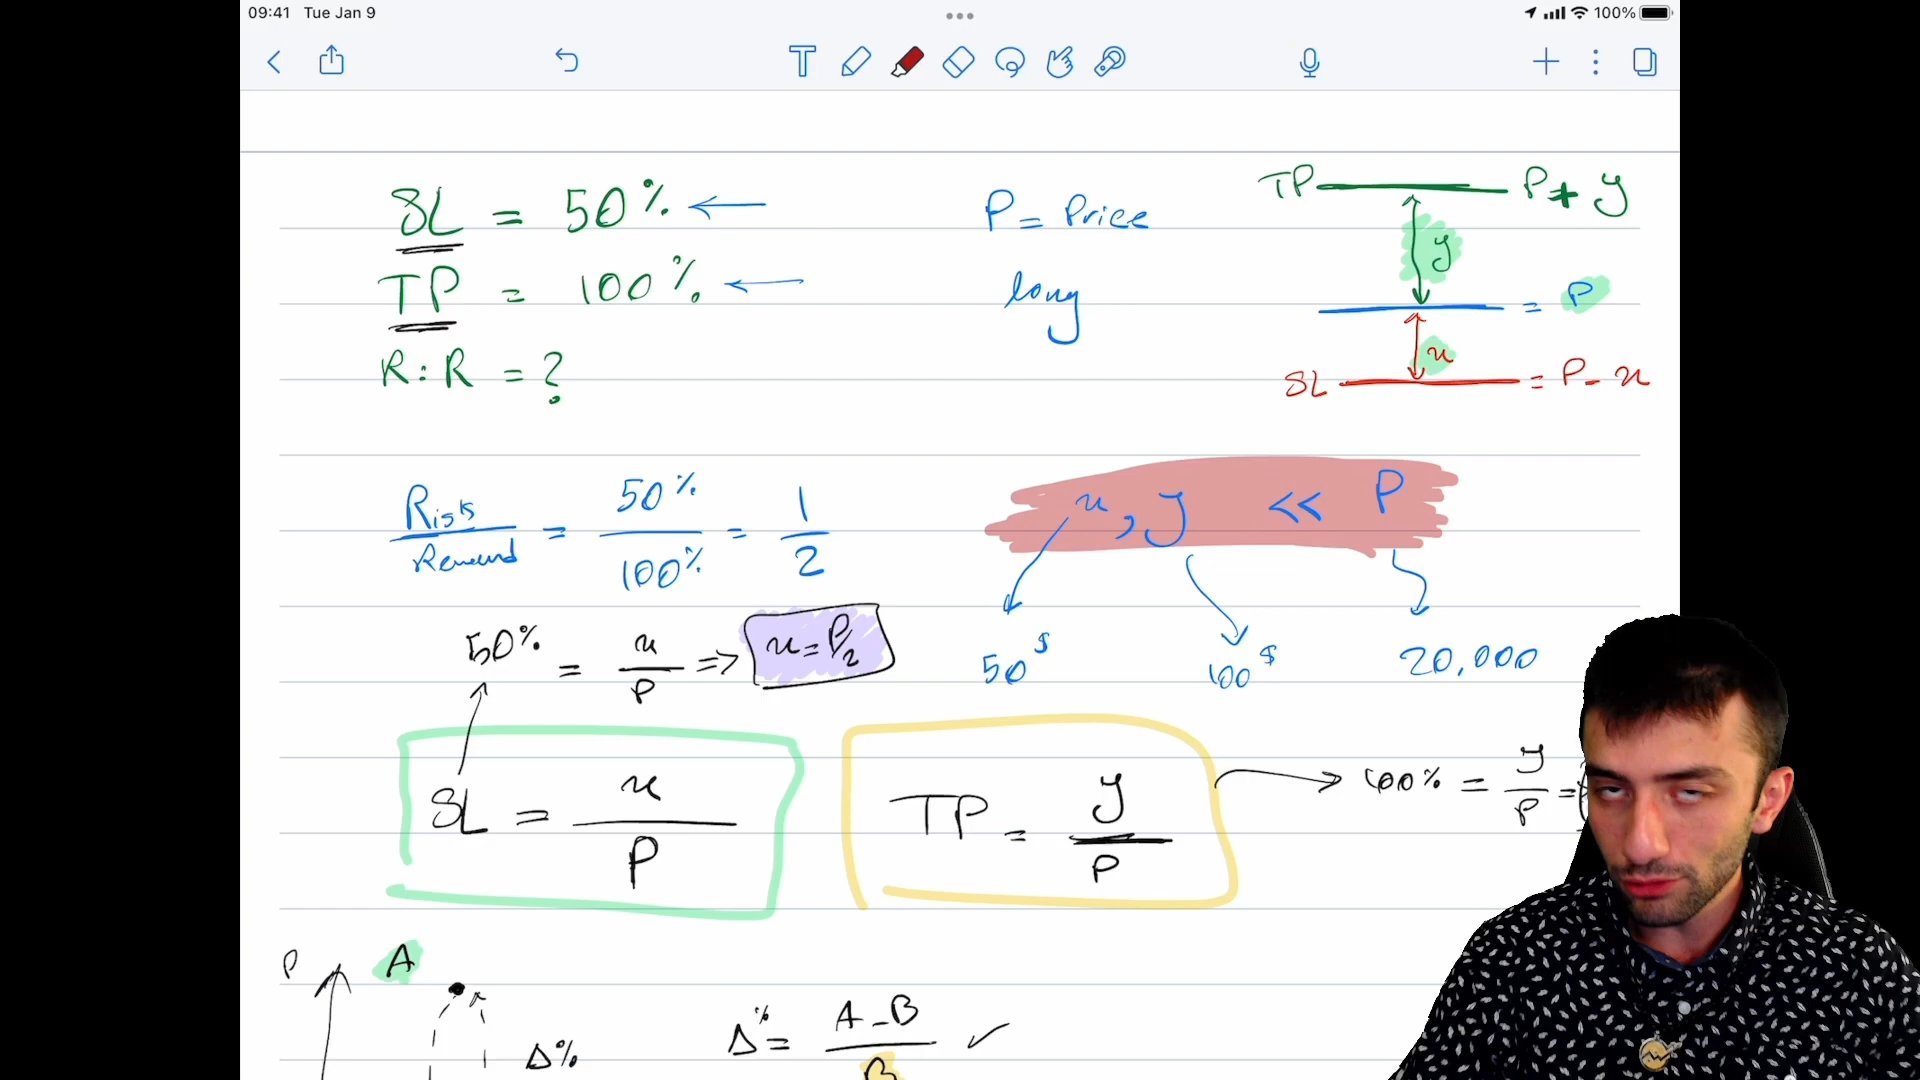 09:41 Tue Jan 9
100%
T
SL = 50% ←
P = Price
TP
P + y
y
TP = 100% ←
long
= P
x
R:R = ?
SL
= P - x
Risk / Reward = 50% / 100% = 1 / 2
x, y << P
50% = x / P => x = P/2
50$
100$
20,000
SL = x / P
TP = y / P
100% = y / P =
P
A
Δ%
Δ% = A - B / B ✓